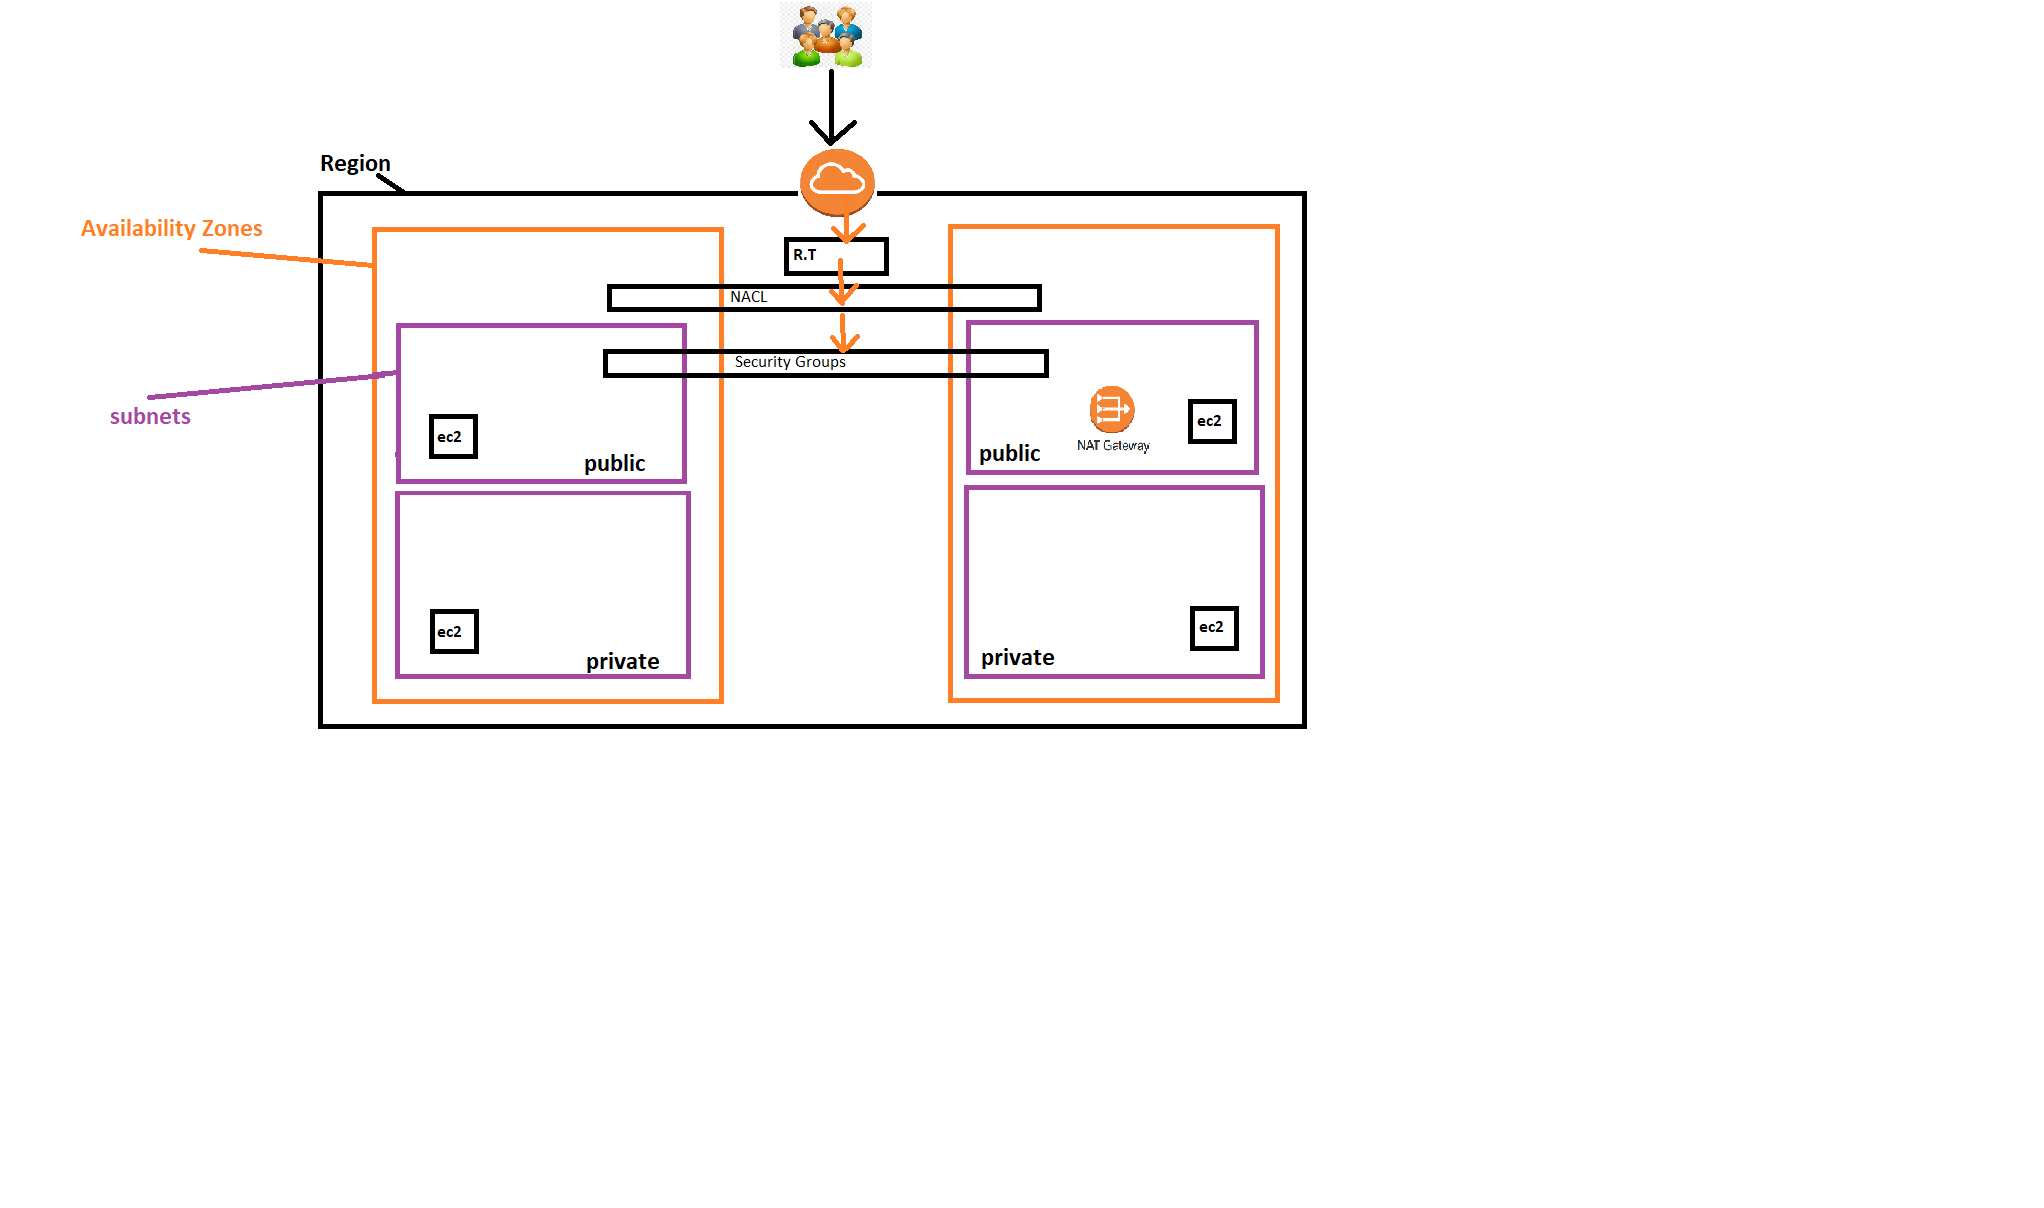 Region
Availability Zones
R.T
NACL
Security Groups
subnets
ec2
public
NAT Gateway
ec2
public
ec2
private
ec2
private